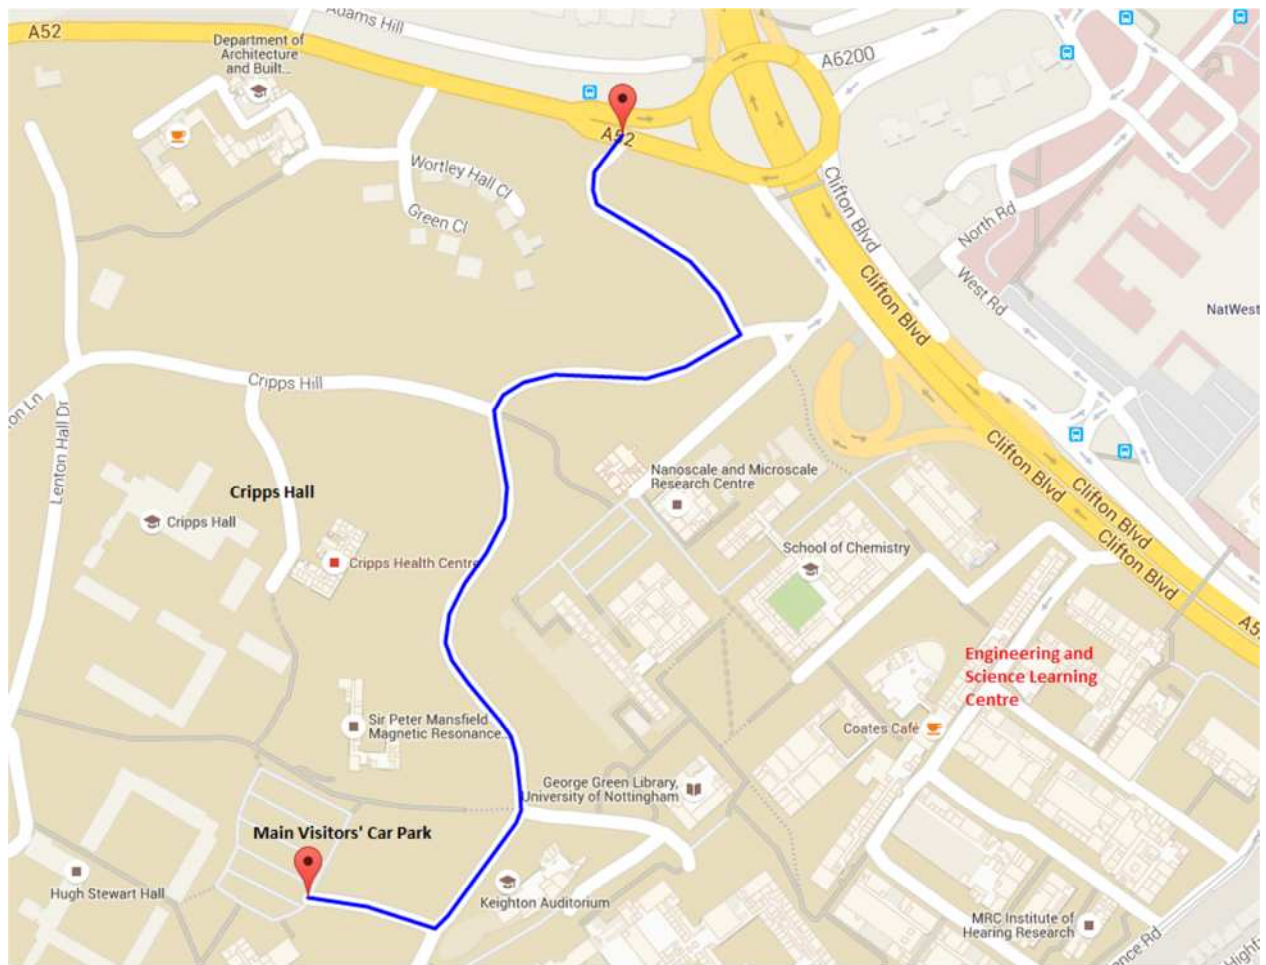 A52
Adams Hill
Department of
Architecture
and Built...
A6200
A52
Wortley Hall Cl
Green Cl
Clifton Blvd
North Rd
West Rd
Clifton Blvd
NatWest
Cripps Hill
Lenton Hall Dr
Cripps Hall
Cripps Hall
Nanoscale and Microscale
Research Centre
Clifton Blvd
Clifton Blvd
Cripps Health Centre
School of Chemistry
Clifton Blvd
Engineering and
Science Learning
Centre
Sir Peter Mansfield
Magnetic Resonance...
Coates Café
George Green Library,
University of Nottingham
Main Visitors' Car Park
Hugh Stewart Hall
Keighton Auditorium
MRC Institute of
Hearing Research